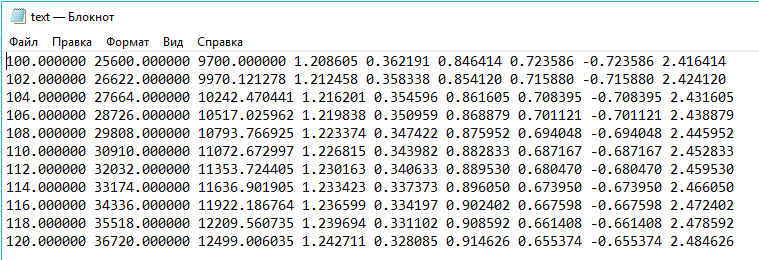 text — Блокнот
Файл Правка Формат Вид Справка
100.000000 25600.000000 9700.000000 1.208605 0.362191 0.846414 0.723586 -0.723586 2.416414
102.000000 26622.000000 9970.121278 1.212458 0.358338 0.854120 0.715880 -0.715880 2.424120
104.000000 27664.000000 10242.470441 1.216201 0.354596 0.861605 0.708395 -0.708395 2.431605
106.000000 28726.000000 10517.025962 1.219838 0.350959 0.868879 0.701121 -0.701121 2.438879
108.000000 29808.000000 10793.766925 1.223374 0.347422 0.875952 0.694048 -0.694048 2.445952
110.000000 30910.000000 11072.672997 1.226815 0.343982 0.882833 0.687167 -0.687167 2.452833
112.000000 32032.000000 11353.724405 1.230163 0.340633 0.889530 0.680470 -0.680470 2.459530
114.000000 33174.000000 11636.901905 1.233423 0.337373 0.896050 0.673950 -0.673950 2.466050
116.000000 34336.000000 11922.186764 1.236599 0.334197 0.902402 0.667598 -0.667598 2.472402
118.000000 35518.000000 12209.560735 1.239694 0.331102 0.908592 0.661408 -0.661408 2.478592
120.000000 36720.000000 12499.006035 1.242711 0.328085 0.914626 0.655374 -0.655374 2.484626